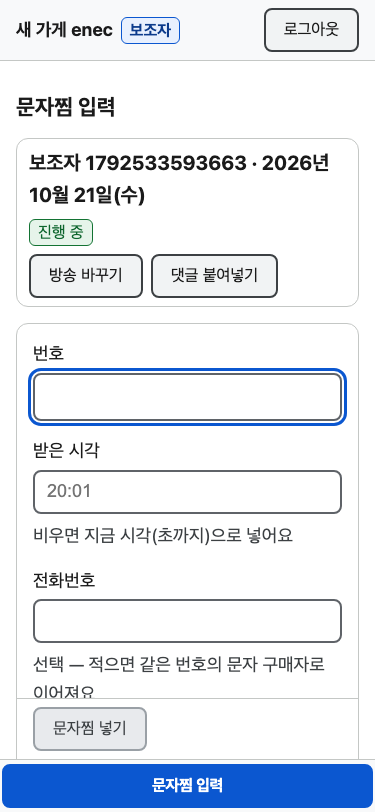 새 가게 enec 보조자 로그아웃
문자찜 입력
보조자 1792533593663 · 2026년
10월 21일(수)
진행 중
방송 바꾸기 댓글 붙여넣기
번호
받은 시각
20:01
비우면 지금 시각(초까지)으로 넣어요
전화번호
선택 — 적으면 같은 번호의 문자 구매자로
이어져요
문자찜 넣기
문자찜 입력